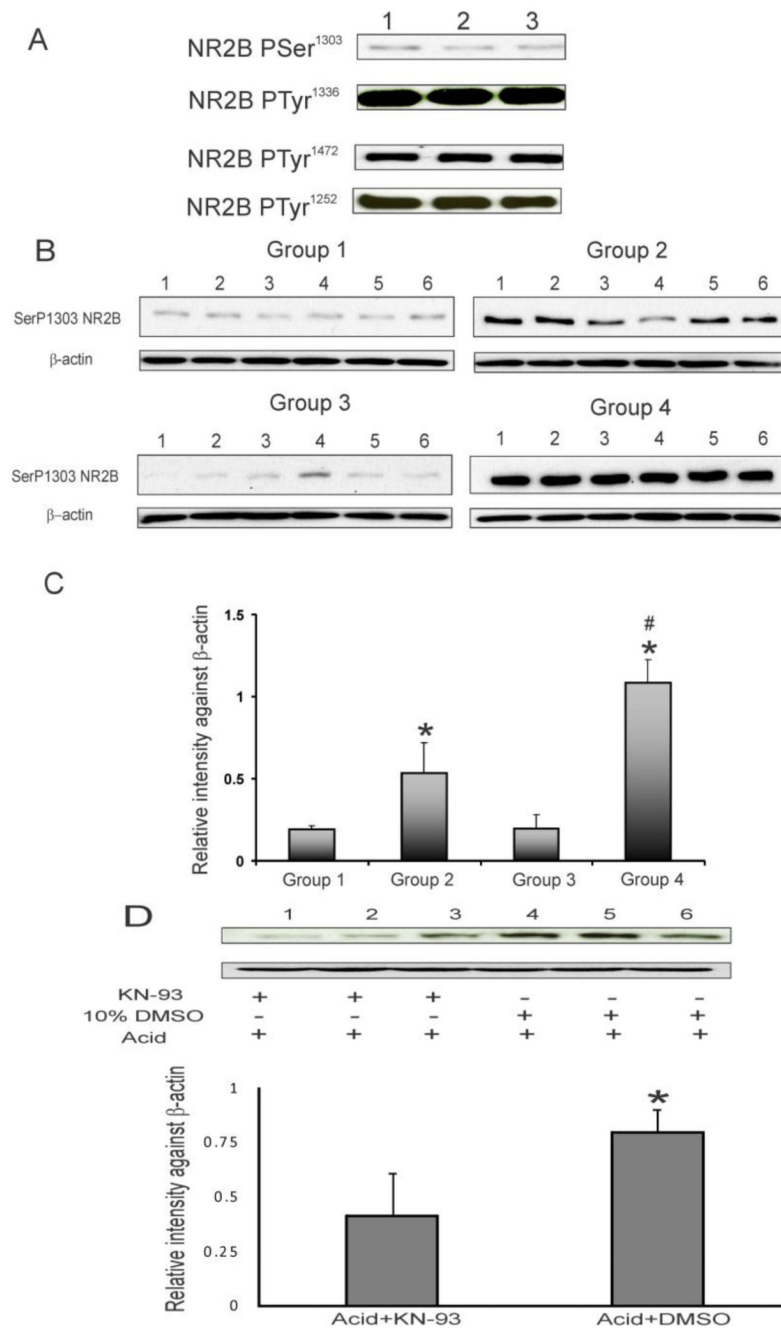 A
1 2 3
NR2B PSer1303
NR2B PTyr1336
NR2B PTyr1472
NR2B PTyr1252
B
Group 1 Group 2
1 2 3 4 5 6 1 2 3 4 5 6
SerP1303 NR2B
β-actin
Group 3 Group 4
1 2 3 4 5 6 1 2 3 4 5 6
SerP1303 NR2B
β-actin
C
Relative intensity against β-actin
1.5
#
*
1
*
0.5
0
Group 1 Group 2 Group 3 Group 4
D
1 2 3 4 5 6
KN-93 + + + - - -
10% DMSO - - - + + +
Acid + + + + + +
Relative intensity against β-actin
1
*
0.75
0.5
0.25
0
Acid+KN-93 Acid+DMSO